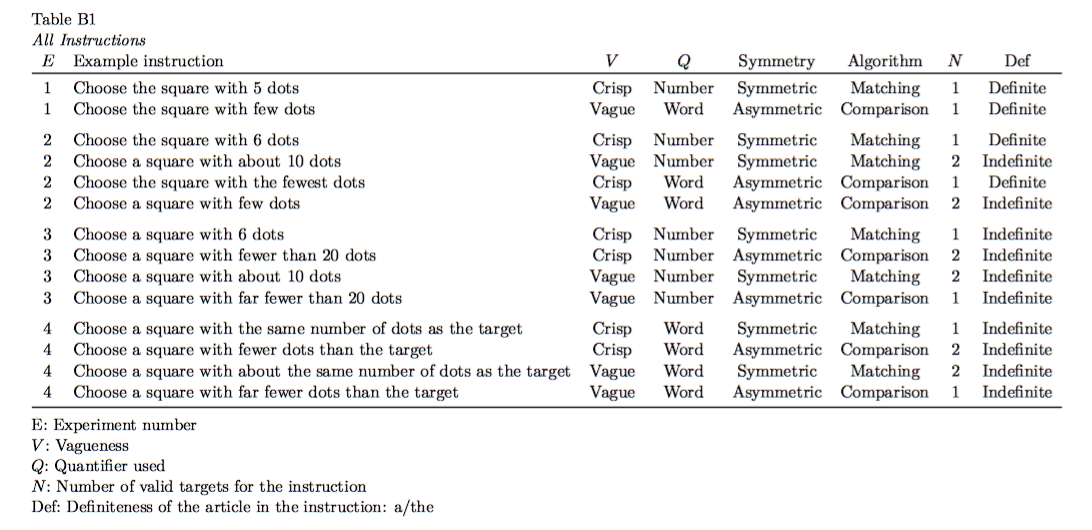 Table B1
All Instructions
E Example instruction V Q Symmetry Algorithm N Def
1 Choose the square with 5 dots Crisp Number Symmetric Matching 1 Definite
1 Choose the square with few dots Vague Word Asymmetric Comparison 1 Definite
2 Choose the square with 6 dots Crisp Number Symmetric Matching 1 Definite
2 Choose a square with about 10 dots Vague Number Symmetric Matching 2 Indefinite
2 Choose the square with the fewest dots Crisp Word Asymmetric Comparison 1 Definite
2 Choose a square with few dots Vague Word Asymmetric Comparison 2 Indefinite
3 Choose a square with 6 dots Crisp Number Symmetric Matching 1 Indefinite
3 Choose a square with fewer than 20 dots Crisp Number Asymmetric Comparison 2 Indefinite
3 Choose a square with about 10 dots Vague Number Symmetric Matching 2 Indefinite
3 Choose a square with far fewer than 20 dots Vague Number Asymmetric Comparison 1 Indefinite
4 Choose a square with the same number of dots as the target Crisp Word Symmetric Matching 1 Indefinite
4 Choose a square with fewer dots than the target Crisp Word Asymmetric Comparison 2 Indefinite
4 Choose a square with about the same number of dots as the target Vague Word Symmetric Matching 2 Indefinite
4 Choose a square with far fewer dots than the target Vague Word Asymmetric Comparison 1 Indefinite
E: Experiment number
V: Vagueness
Q: Quantifier used
N: Number of valid targets for the instruction
Def: Definiteness of the article in the instruction: a/the